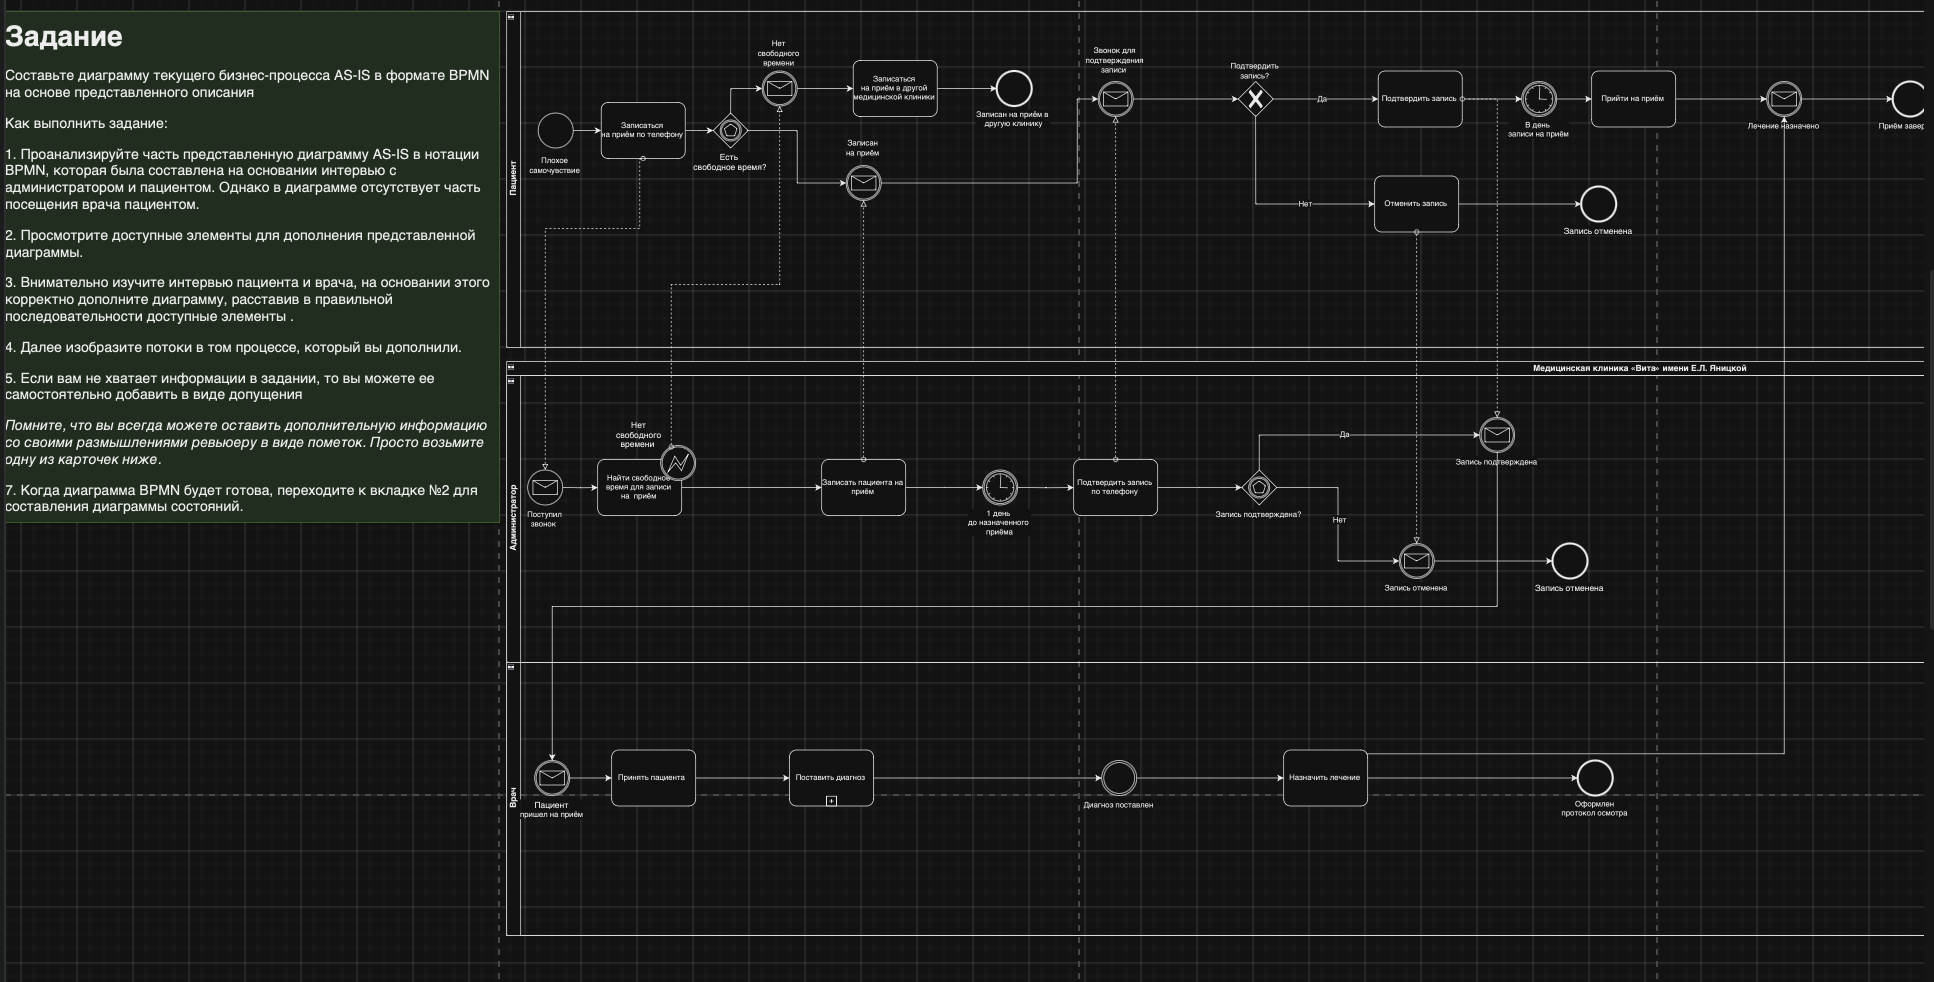 Задание
Составьте диаграмму текущего бизнес-процесса AS-IS в формате BPMN
на основе представленного описания
Как выполнить задание:
1. Проанализируйте часть представленную диаграмму AS-IS в нотации
BPMN, которая была составлена на основании интервью с
администратором и пациентом. Однако в диаграмме отсутствует часть
посещения врача пациентом.
2. Просмотрите доступные элементы для дополнения представленной
диаграммы.
3. Внимательно изучите интервью пациента и врача, на основании этого
корректно дополните диаграмму, расставив в правильной
последовательности доступные элементы .
4. Далее изобразите потоки в том процессе, который вы дополнили.
5. Если вам не хватает информации в задании, то вы можете ее
самостоятельно добавить в виде допущения
Помните, что вы всегда можете оставить дополнительную информацию
со своими размышлениями ревьюеру в виде пометок. Просто возьмите
одну из карточек ниже.
7. Когда диаграмма BPMN будет готова, переходите к вкладке №2 для
составления диаграммы состояний.
Пациент
Плохое
самочувствие
Записаться
на приём по телефону
Есть
свободное время?
Нет
свободного
времени
Записаться
на приём в другой
медицинской клиники
Записан на приём в
другую клинику
Записан
на приём
Звонок для
подтверждения
записи
Подтвердить
запись?
Да
Нет
Подтвердить запись
В день
записи на приём
Прийти на приём
Лечение назначено
Приём завер
Отменить запись
Запись отменена
Медицинская клиника «Вита» имени Е.Л. Яницкой
Администратор
Поступил
звонок
Нет
свободного
времени
Найти свободное
время для записи
на приём
Записать пациента на
приём
1 день
до назначенного
приёма
Подтвердить запись
по телефону
Запись подтверждена?
Да
Нет
Запись подтверждена
Запись отменена
Запись отменена
Врач
Пациент
пришел на приём
Принять пациента
Поставить диагноз
Диагноз поставлен
Назначить лечение
Оформлен
протокол осмотра